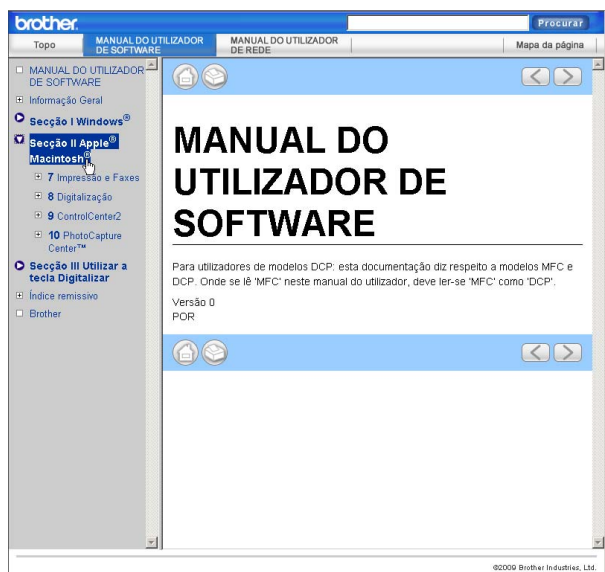 brother.
Procurar
Topo
MANUAL DO UTILIZADOR
DE SOFTWARE
MANUAL DO UTILIZADOR
DE REDE
Mapa da página
MANUAL DO UTILIZADOR
DE SOFTWARE
Informação Geral
Secção I Windows®
Secção II Apple®
Macintosh®
7 Impressão e Faxes
8 Digitalização
9 ControlCenter2
10 PhotoCapture
Center™
Secção III Utilizar a
tecla Digitalizar
Índice remissivo
Brother
MANUAL DO
UTILIZADOR DE
SOFTWARE
Para utilizadores de modelos DCP: esta documentação diz respeito a modelos MFC e
DCP. Onde se lê 'MFC' neste manual do utilizador, deve ler-se 'MFC' como 'DCP'.
Versão 0
POR
©2009 Brother Industries, Ltd.